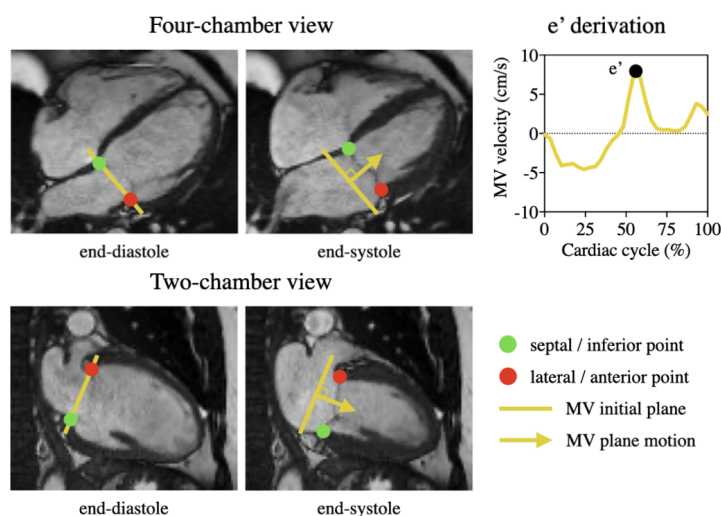 Four-chamber view
e’ derivation
end-diastole
end-systole
10
5
0
-5
-10
MV velocity (cm/s)
e’
0
25
50
75
100
Cardiac cycle (%)
Two-chamber view
end-diastole
end-systole
septal / inferior point
lateral / anterior point
MV initial plane
MV plane motion